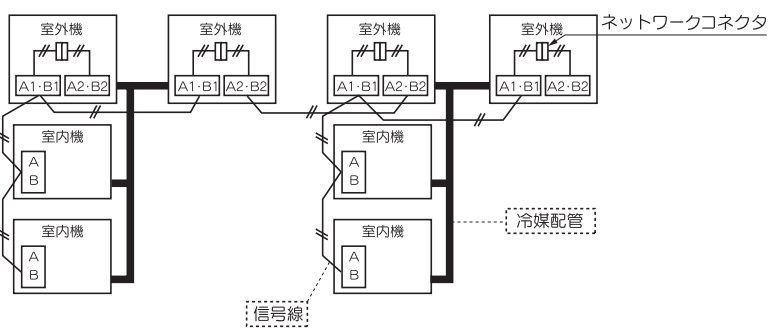 室外機
室外機
室外機
室外機
ネットワークコネクタ
A1・B1
A2・B2
A1・B1
A2・B2
A1・B1
A2・B2
A1・B1
A2・B2
室内機
A
B
室内機
A
B
室内機
A
B
室内機
A
B
冷媒配管
信号線